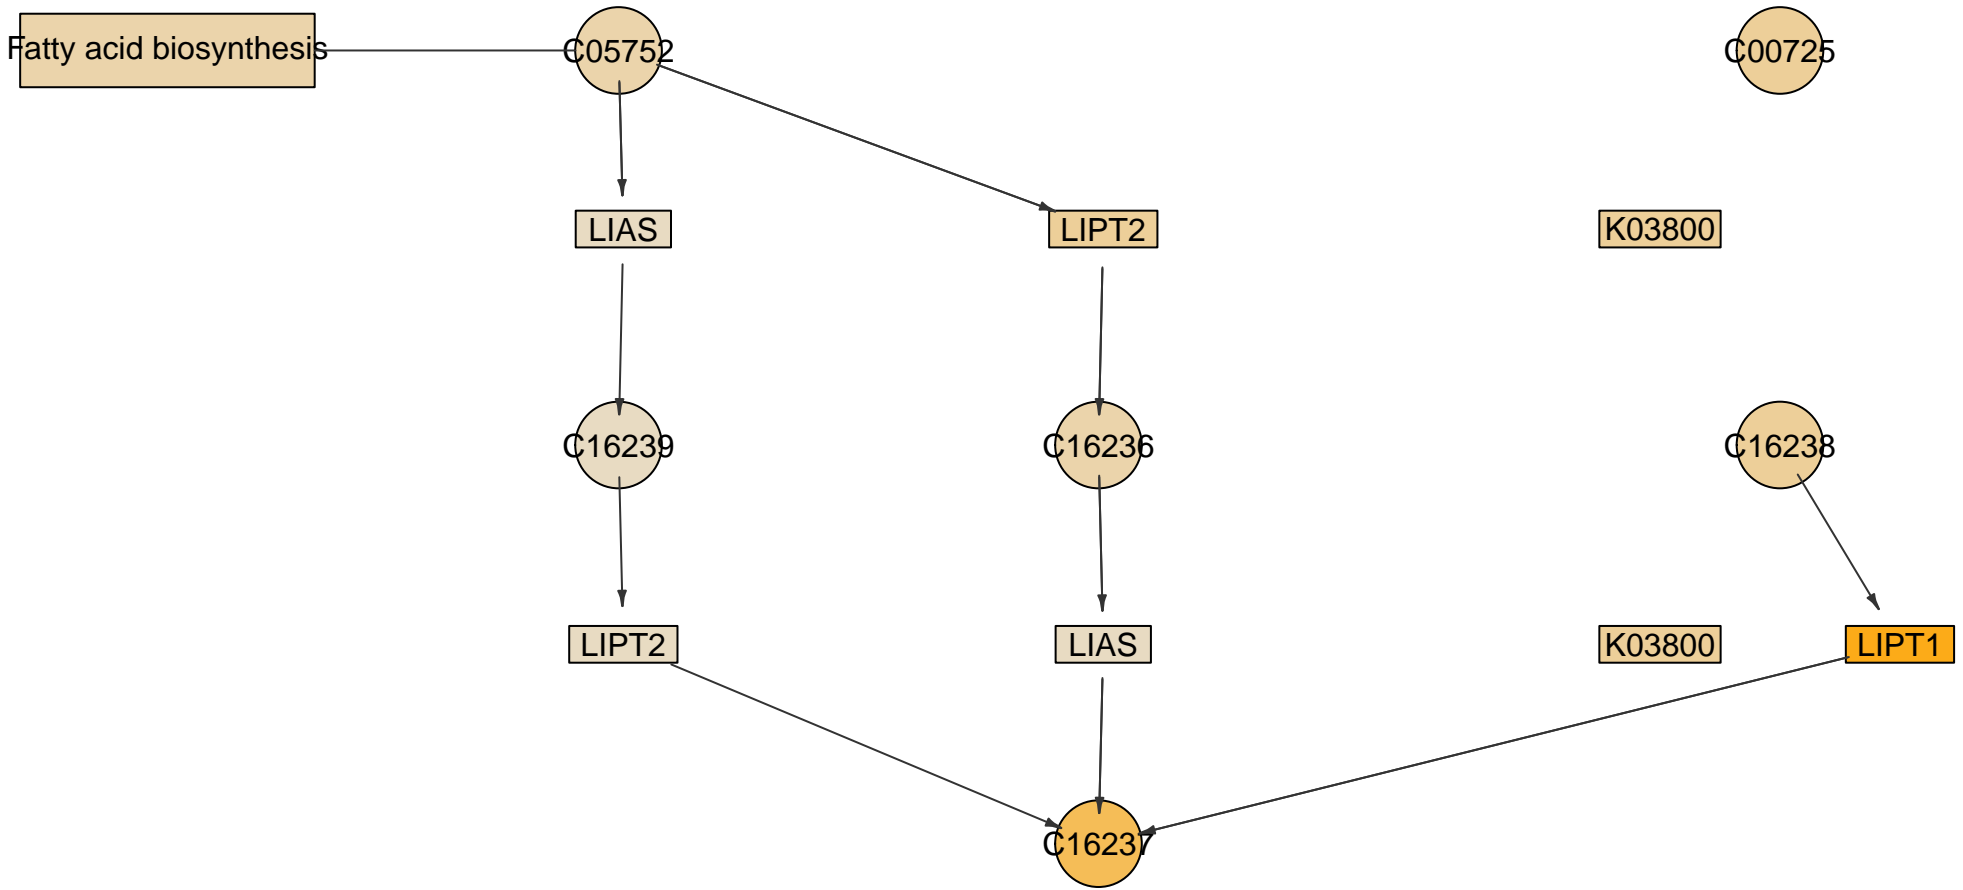 Fatty acid biosynthesis
C05752
C00725
LIAS
LIPT2
K03800
C16239
C16236
C16238
LIPT2
LIAS
K03800
LIPT1
C16237